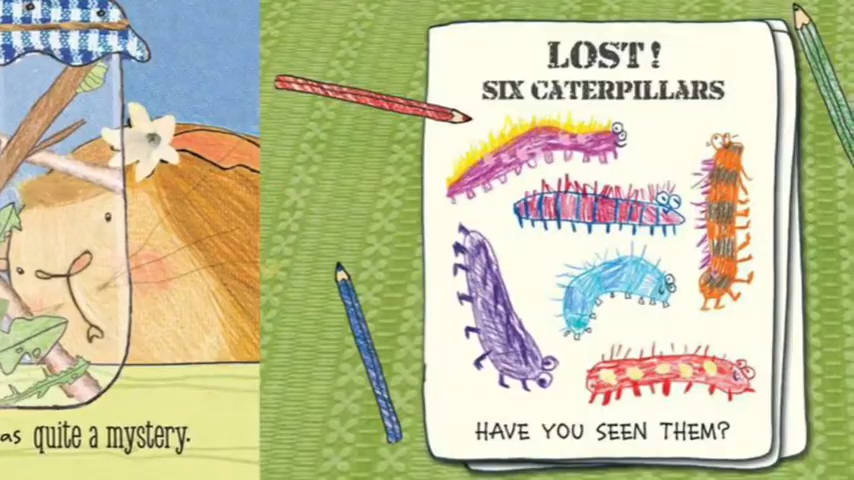 as quite a mystery.
LOST!
SIX CATERPILLARS
HAVE YOU SEEN THEM?